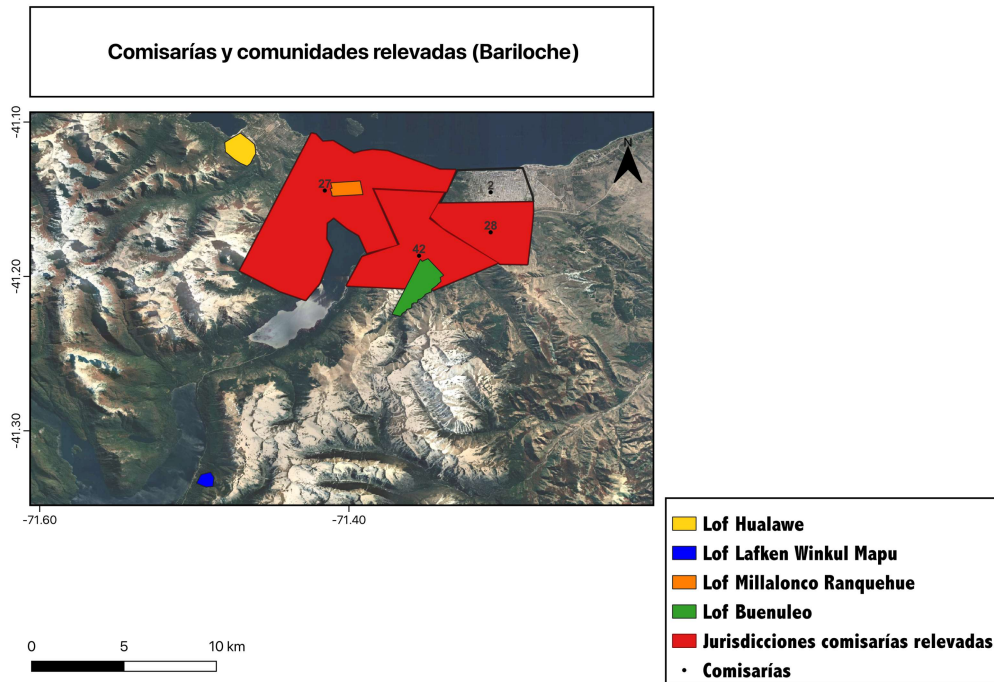 Comisarías y comunidades relevadas (Bariloche)
-41.10
N
27
2
28
42
-41.20
-41.30
-71.60
-71.40
Lof Hualawe
Lof Lafken Winkul Mapu
Lof Millalonco Ranquehue
Lof Buenuleo
Jurisdicciones comisarías relevadas
Comisarías
0 5 10 km